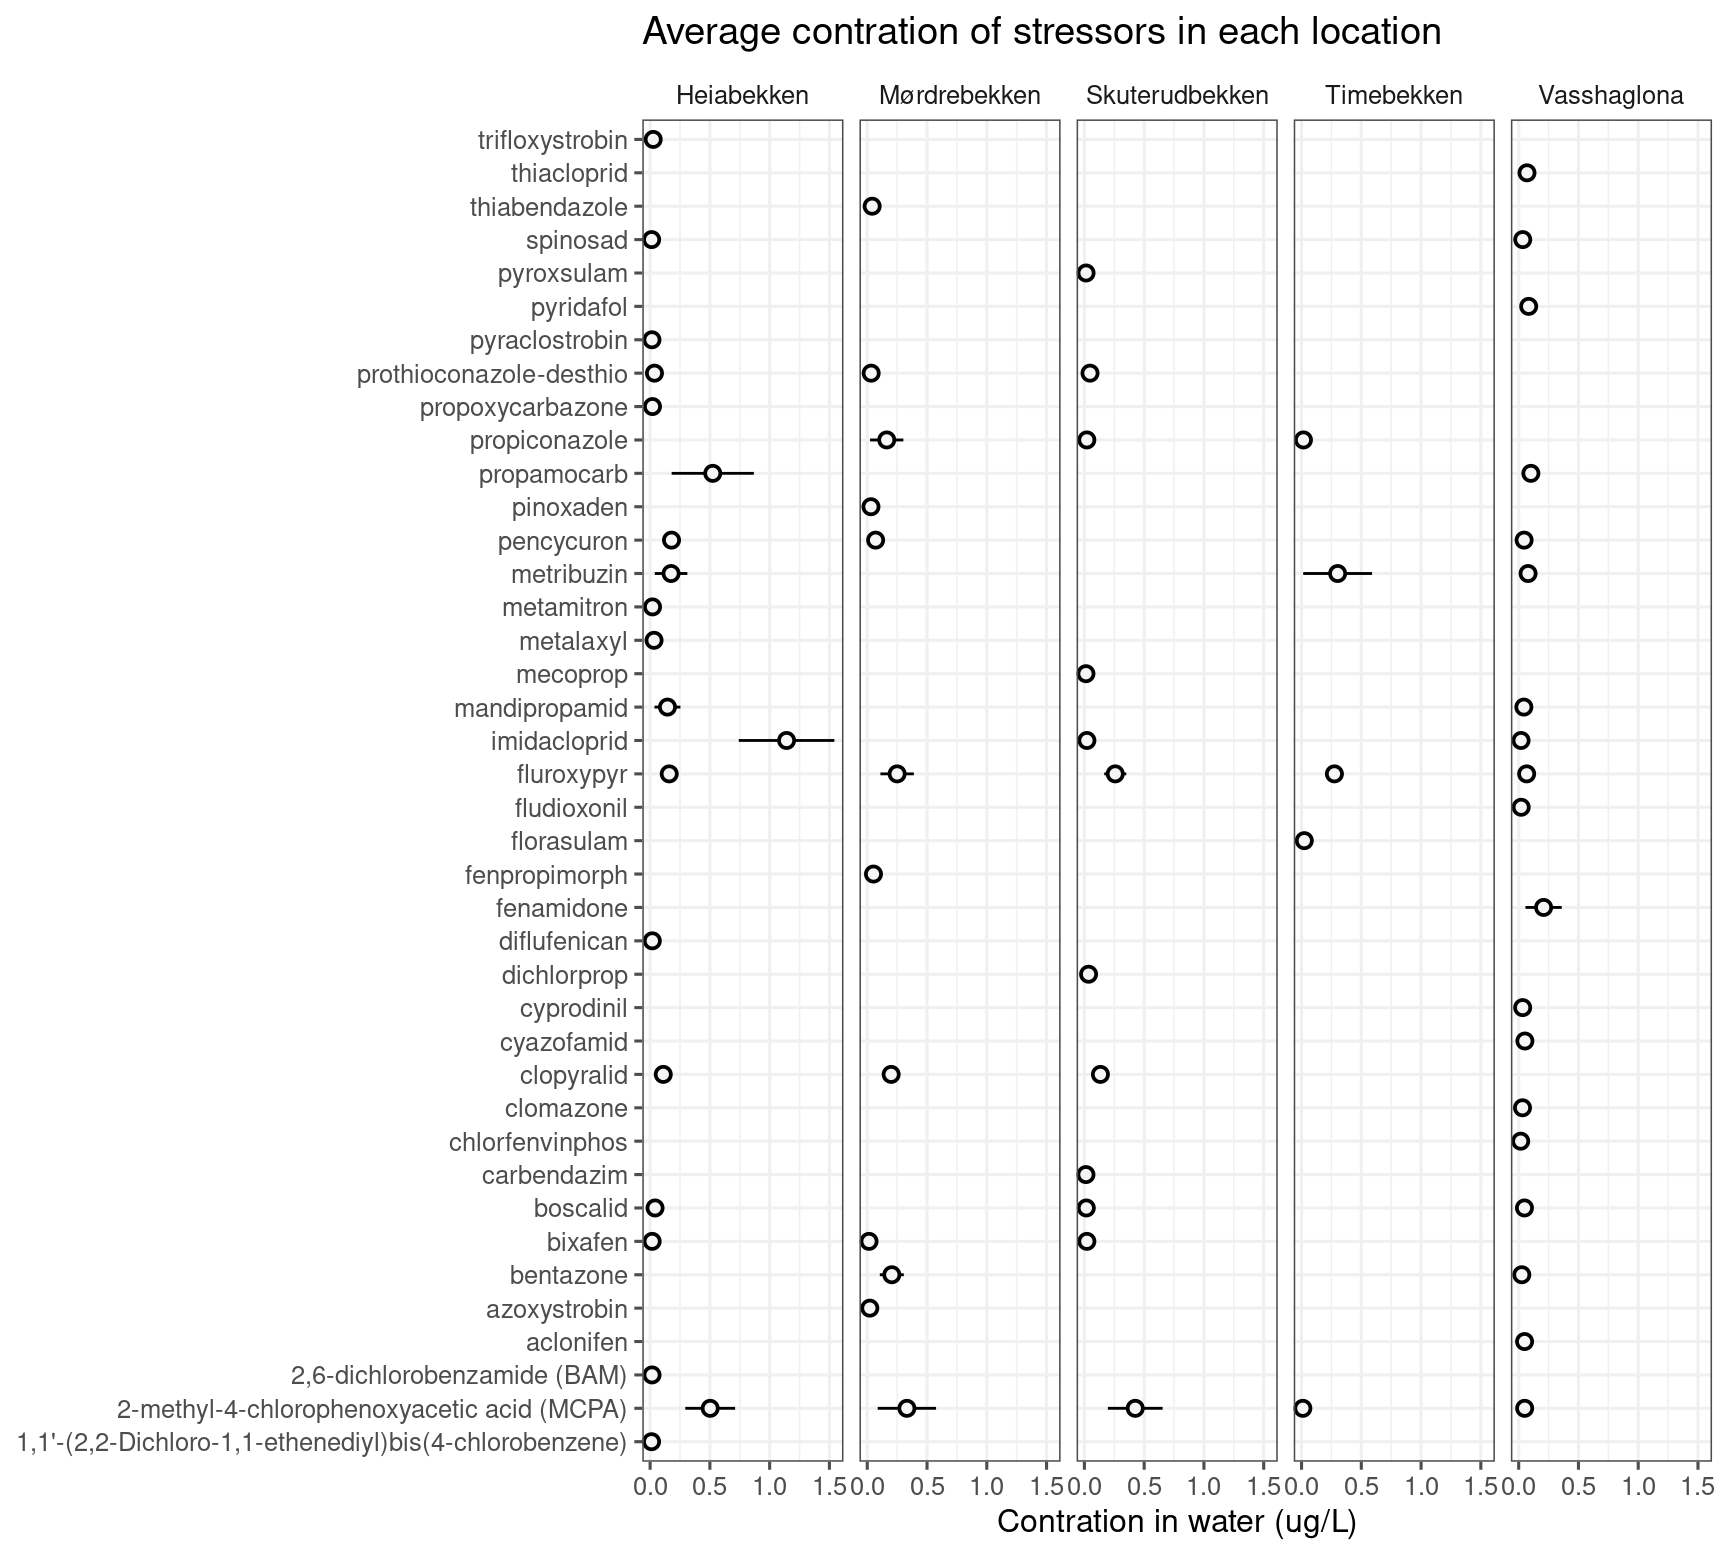 Average contration of stressors in each location
Heiabekken Mørdrebekken Skuterudbekken Timebekken Vasshaglona
trifloxystrobin
thiacloprid
thiabendazole
spinosad
pyroxsulam
pyridafol
pyraclostrobin
prothioconazole-desthio
propoxycarbazone
propiconazole
propamocarb
pinoxaden
pencycuron
metribuzin
metamitron
metalaxyl
mecoprop
mandipropamid
imidacloprid
fluroxypyr
fludioxonil
florasulam
fenpropimorph
fenamidone
diflufenican
dichlorprop
cyprodinil
cyazofamid
clopyralid
clomazone
chlorfenvinphos
carbendazim
boscalid
bixafen
bentazone
azoxystrobin
aclonifen
2,6-dichlorobenzamide (BAM)
2-methyl-4-chlorophenoxyacetic acid (MCPA)
1,1'-(2,2-Dichloro-1,1-ethenediyl)bis(4-chlorobenzene)
0.0 0.5 1.0 1.5 0.0 0.5 1.0 1.5 0.0 0.5 1.0 1.5 0.0 0.5 1.0 1.5 0.0 0.5 1.0 1.5
Contration in water (ug/L)